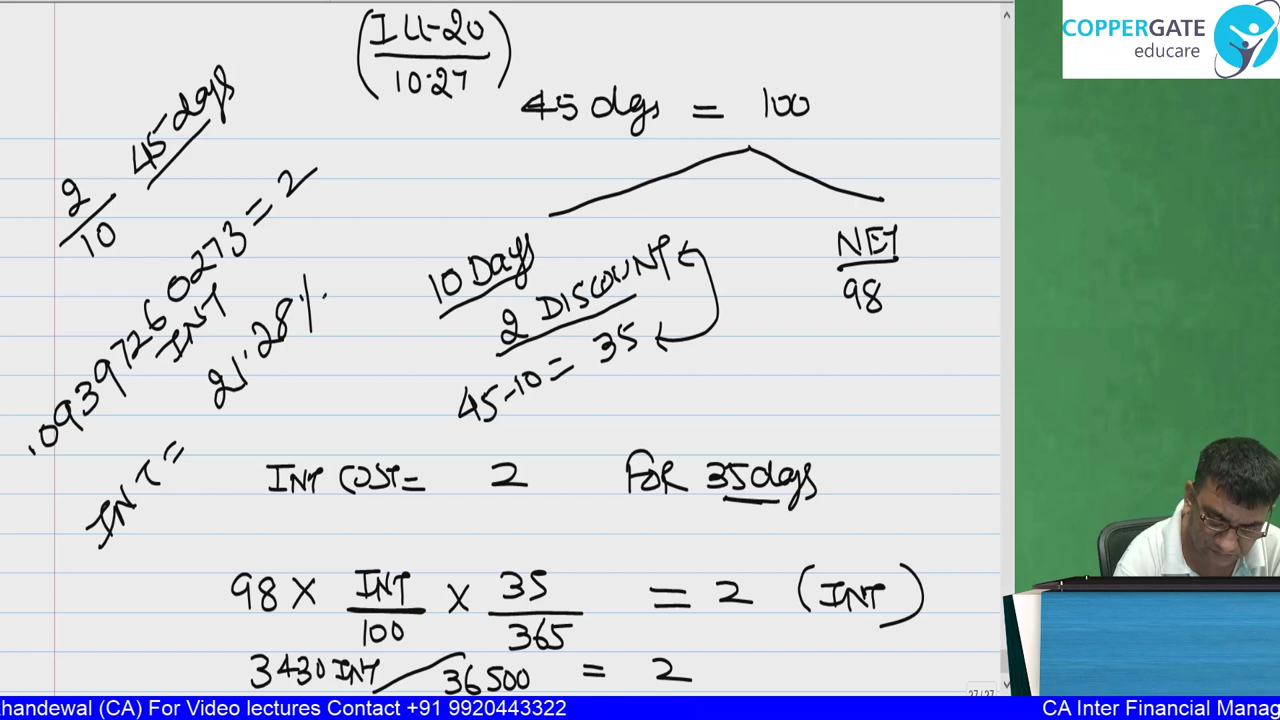 COPPERGATE
educare
(ILL-20
10.27)
45 days = 100
2
10
45 days
10 Days
2 DISCOUNT
45-10 = 35
NET
98
.0939726 0273 = 2
INT
21.28%
INT =
INT COST = 2 FOR 35 days
98 × INT/100 × 35/365 = 2 (INT)
3430 INT / 36500 = 2
27/27
handewal (CA) For Video lectures Contact +91 9920443322
CA Inter Financial Manag